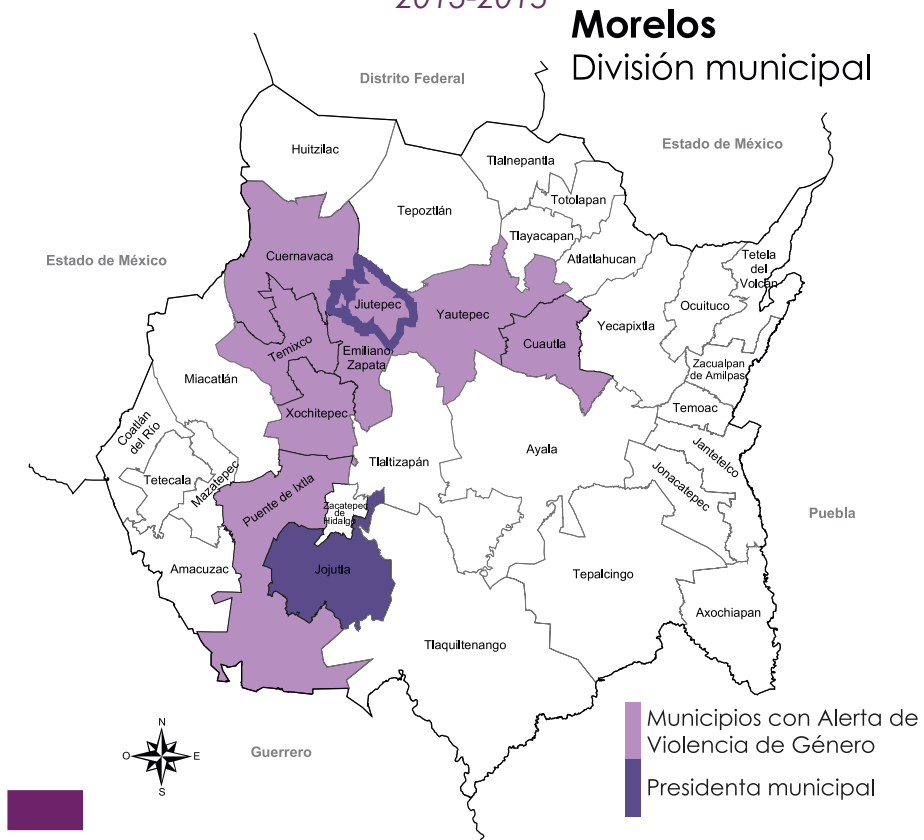 2013-2015
Morelos
División municipal
Distrito Federal
Estado de México
Huitzilac
Tlalnepantla
Totolapan
Tepoztlán
Tlayacapan
Atlatlahucan
Tetela
del
Volcán
Estado de México
Cuernavaca
Jiutepec
Yautepec
Ocuituco
Yecapixtla
Cuautla
Temixco
Emiliano
Zapata
Zacualpan
de Amilpas
Miacatlán
Xochitepec
Temoac
Coatlán
del Río
Tetecala
Mazatepec
Tlaltizapán
Ayala
Jantetelco
Jonacatepec
Puente de Ixtla
Zacatepec
de
Hidalgo
Puebla
Amacuzac
Jojutla
Tepalcingo
Axochiapan
Tlaquiltenango
N
O
E
S
Guerrero
Municipios con Alerta de
Violencia de Género
Presidenta municipal